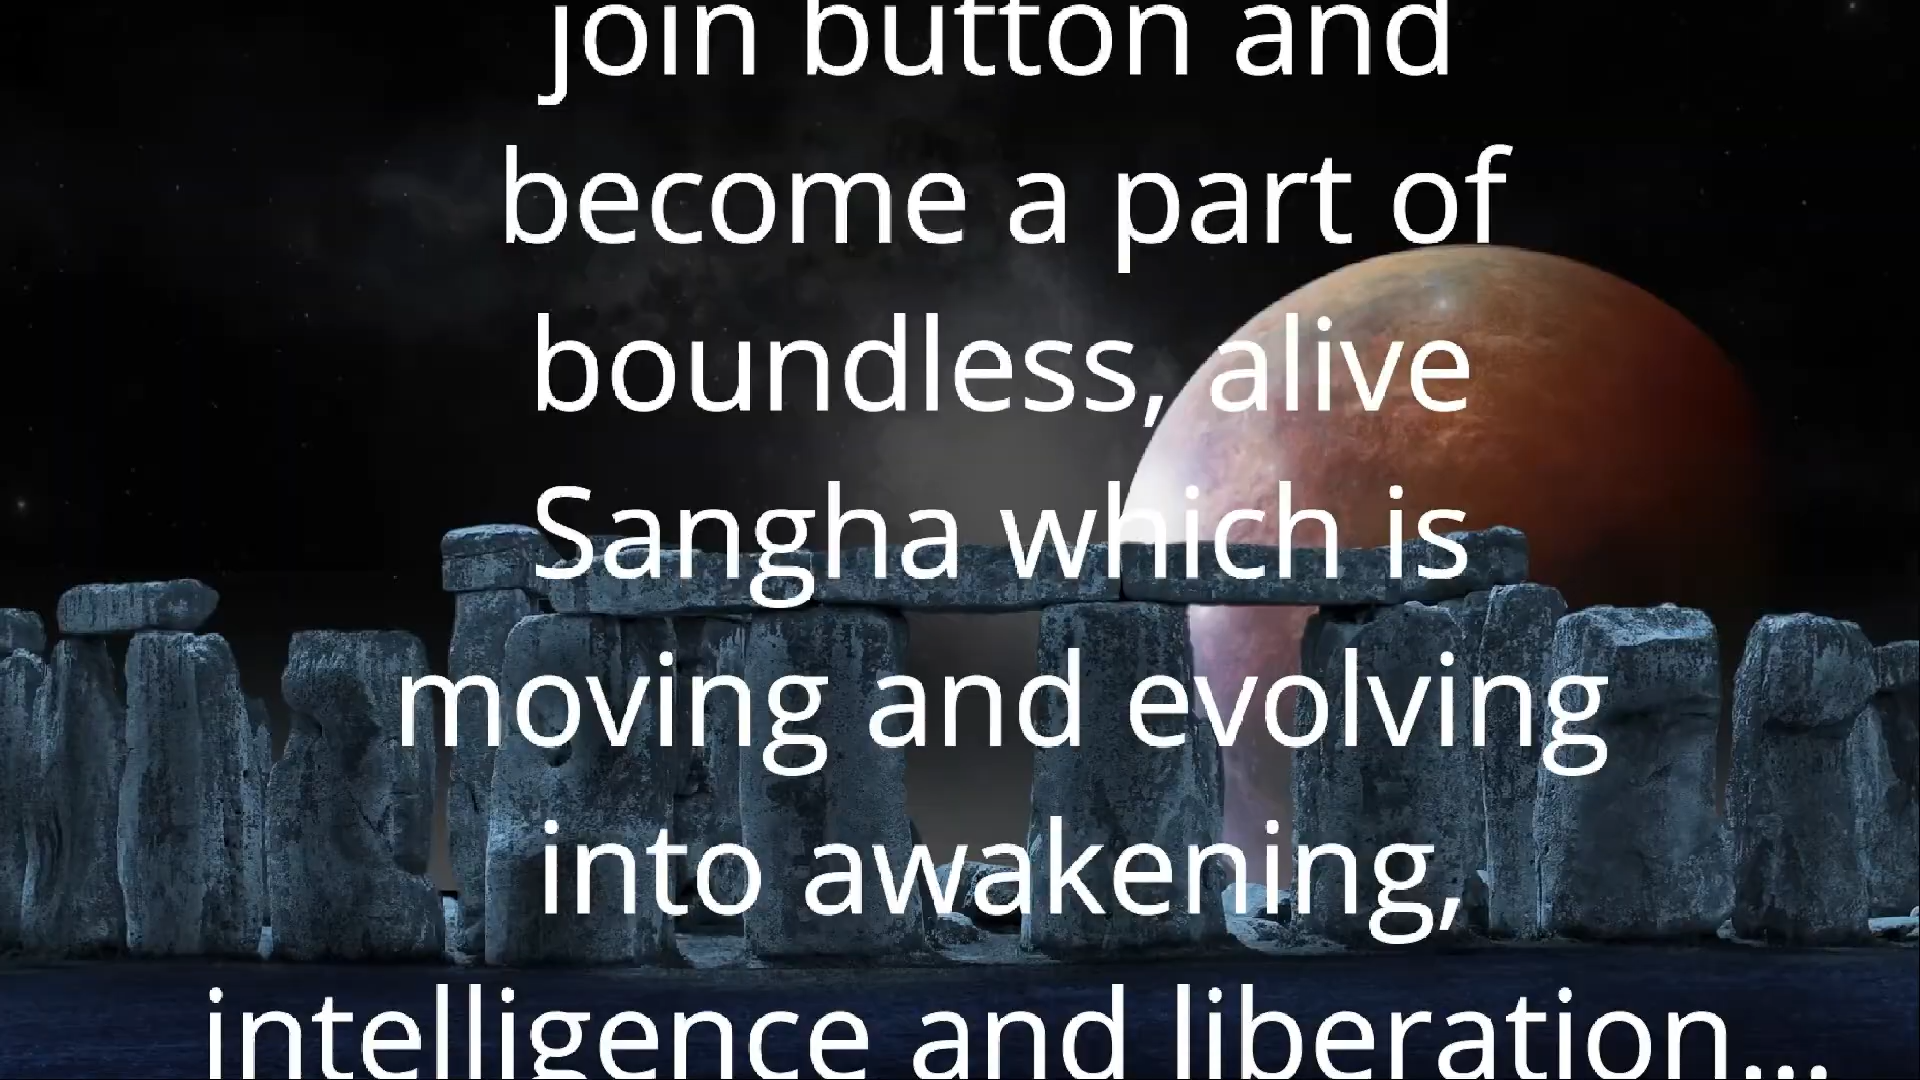 join button and
become a part of
boundless, alive
Sangha which is
moving and evolving
into awakening,
intelligence and liberation...